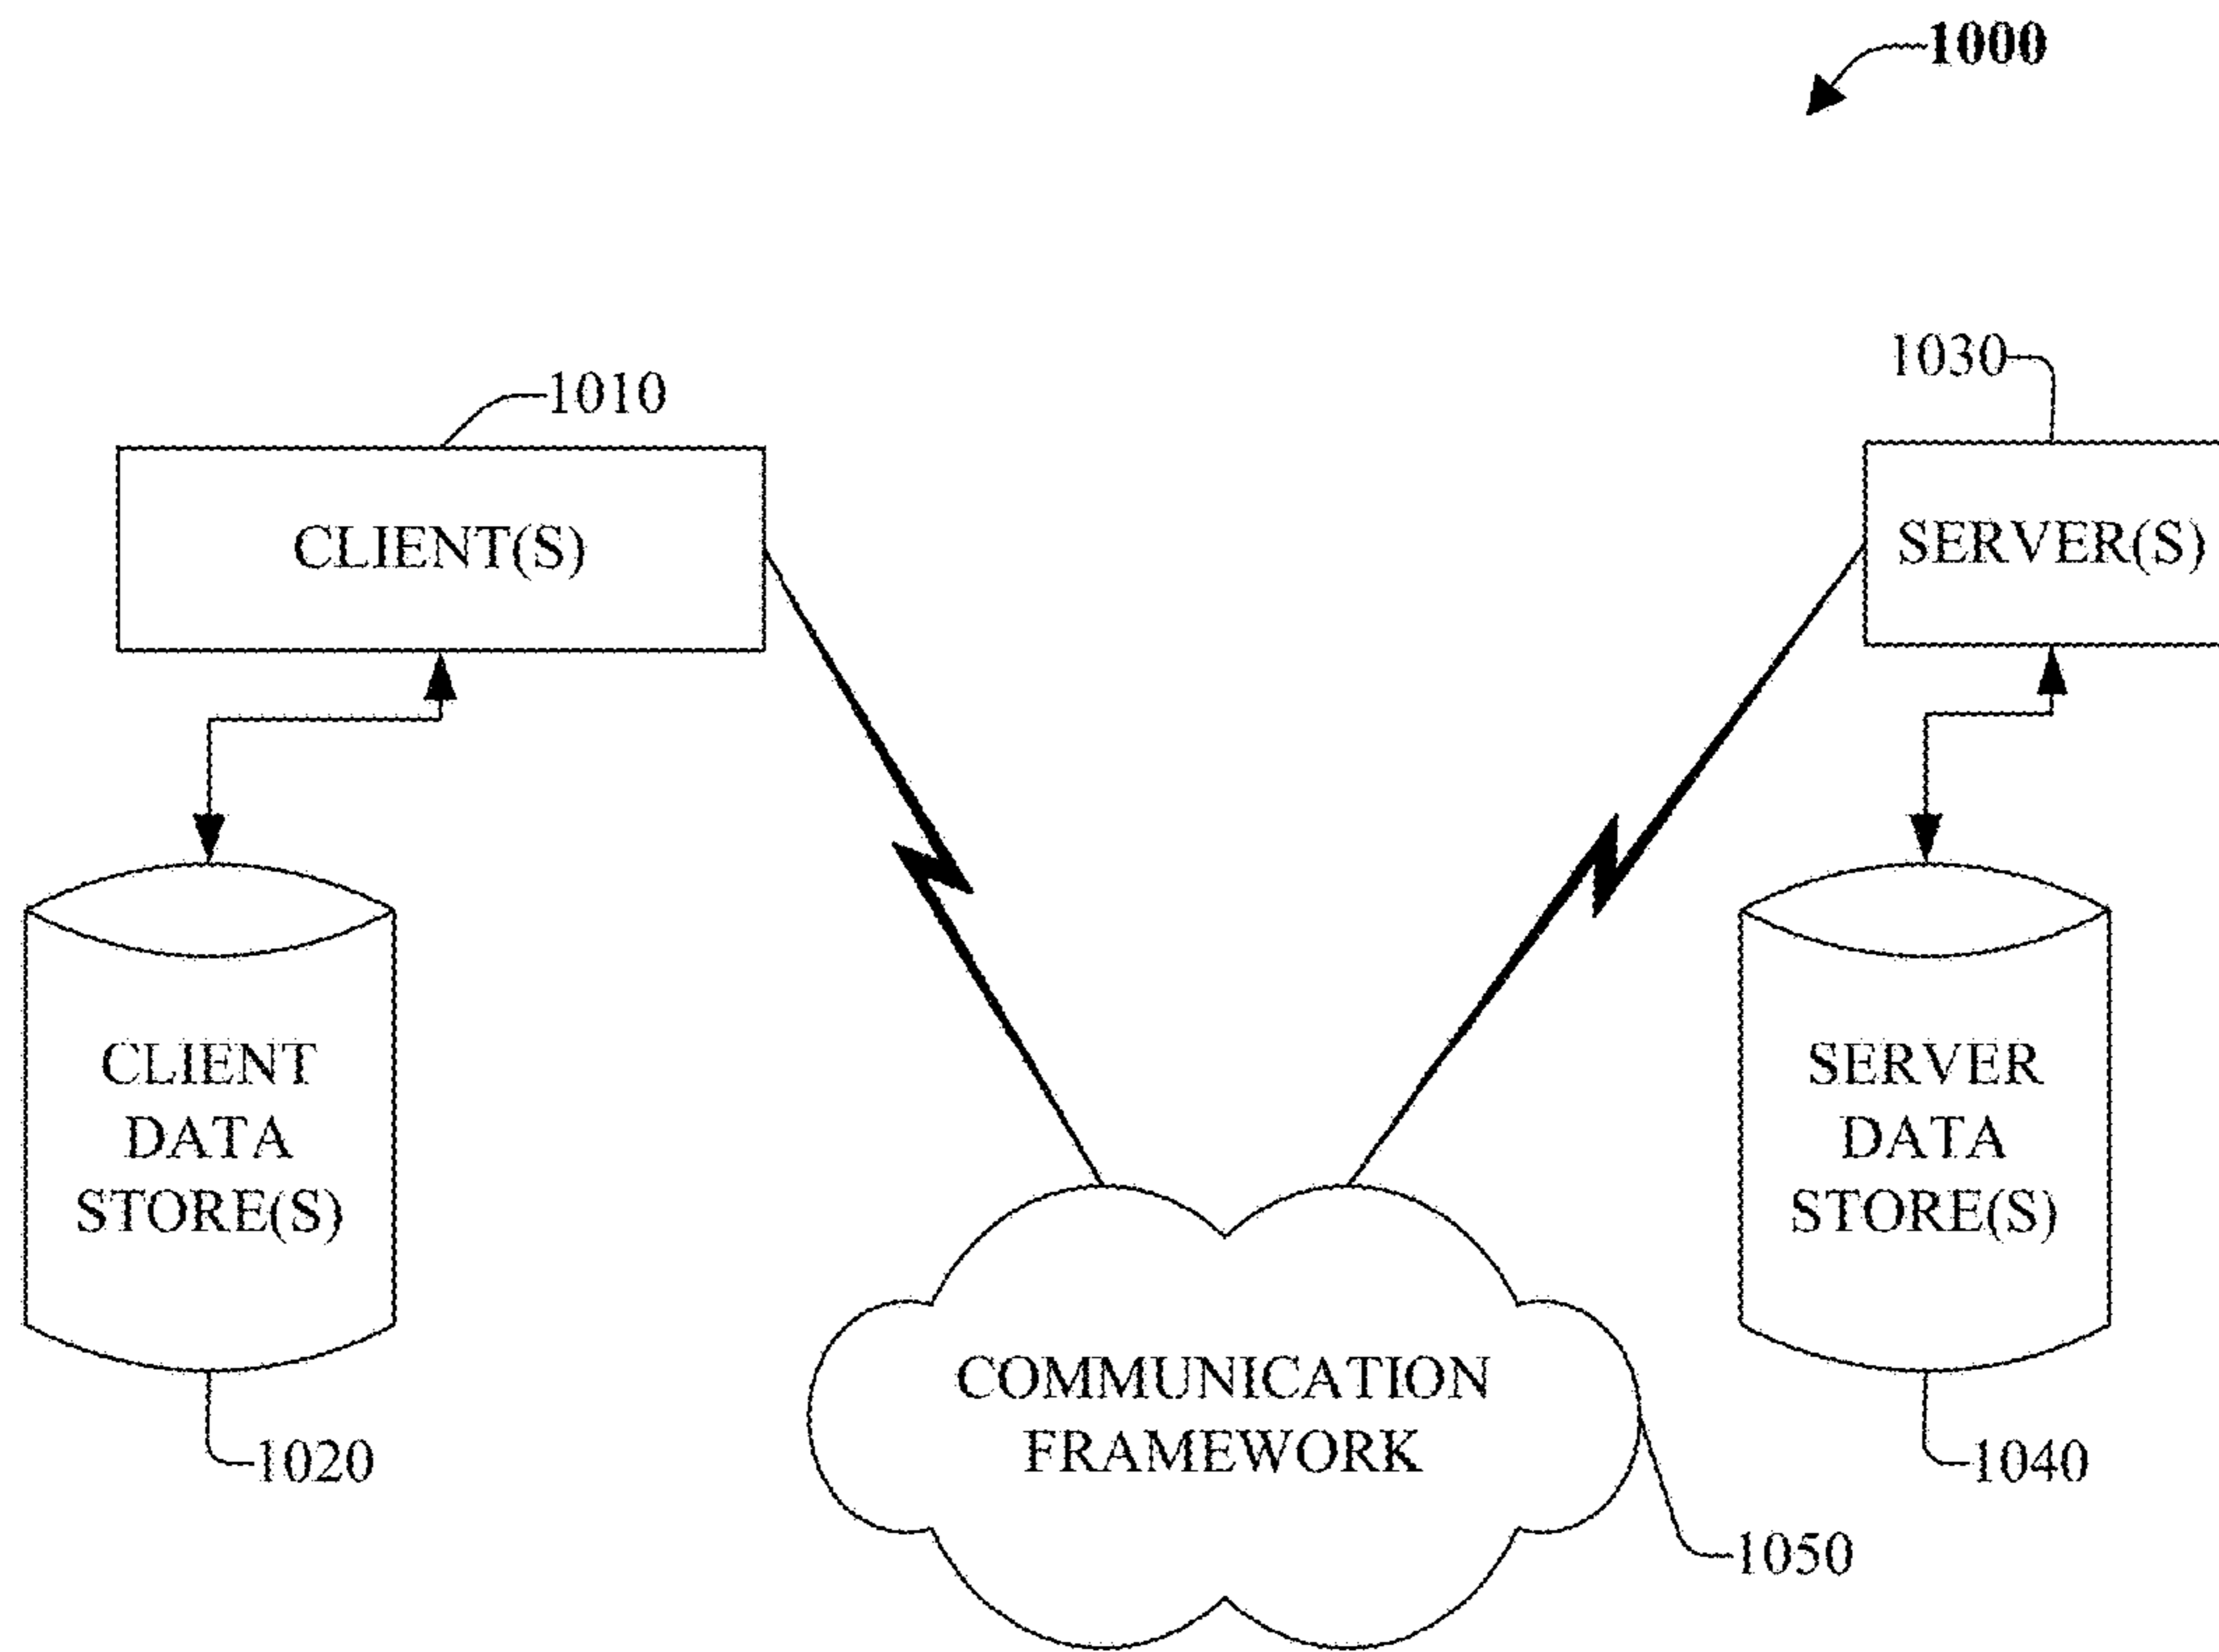 1000
1010
1030
CLIENT(S)
SERVER(S)
CLIENT
DATA
STORE(S)
SERVER
DATA
STORE(S)
COMMUNICATION
FRAMEWORK
1020
1040
1050